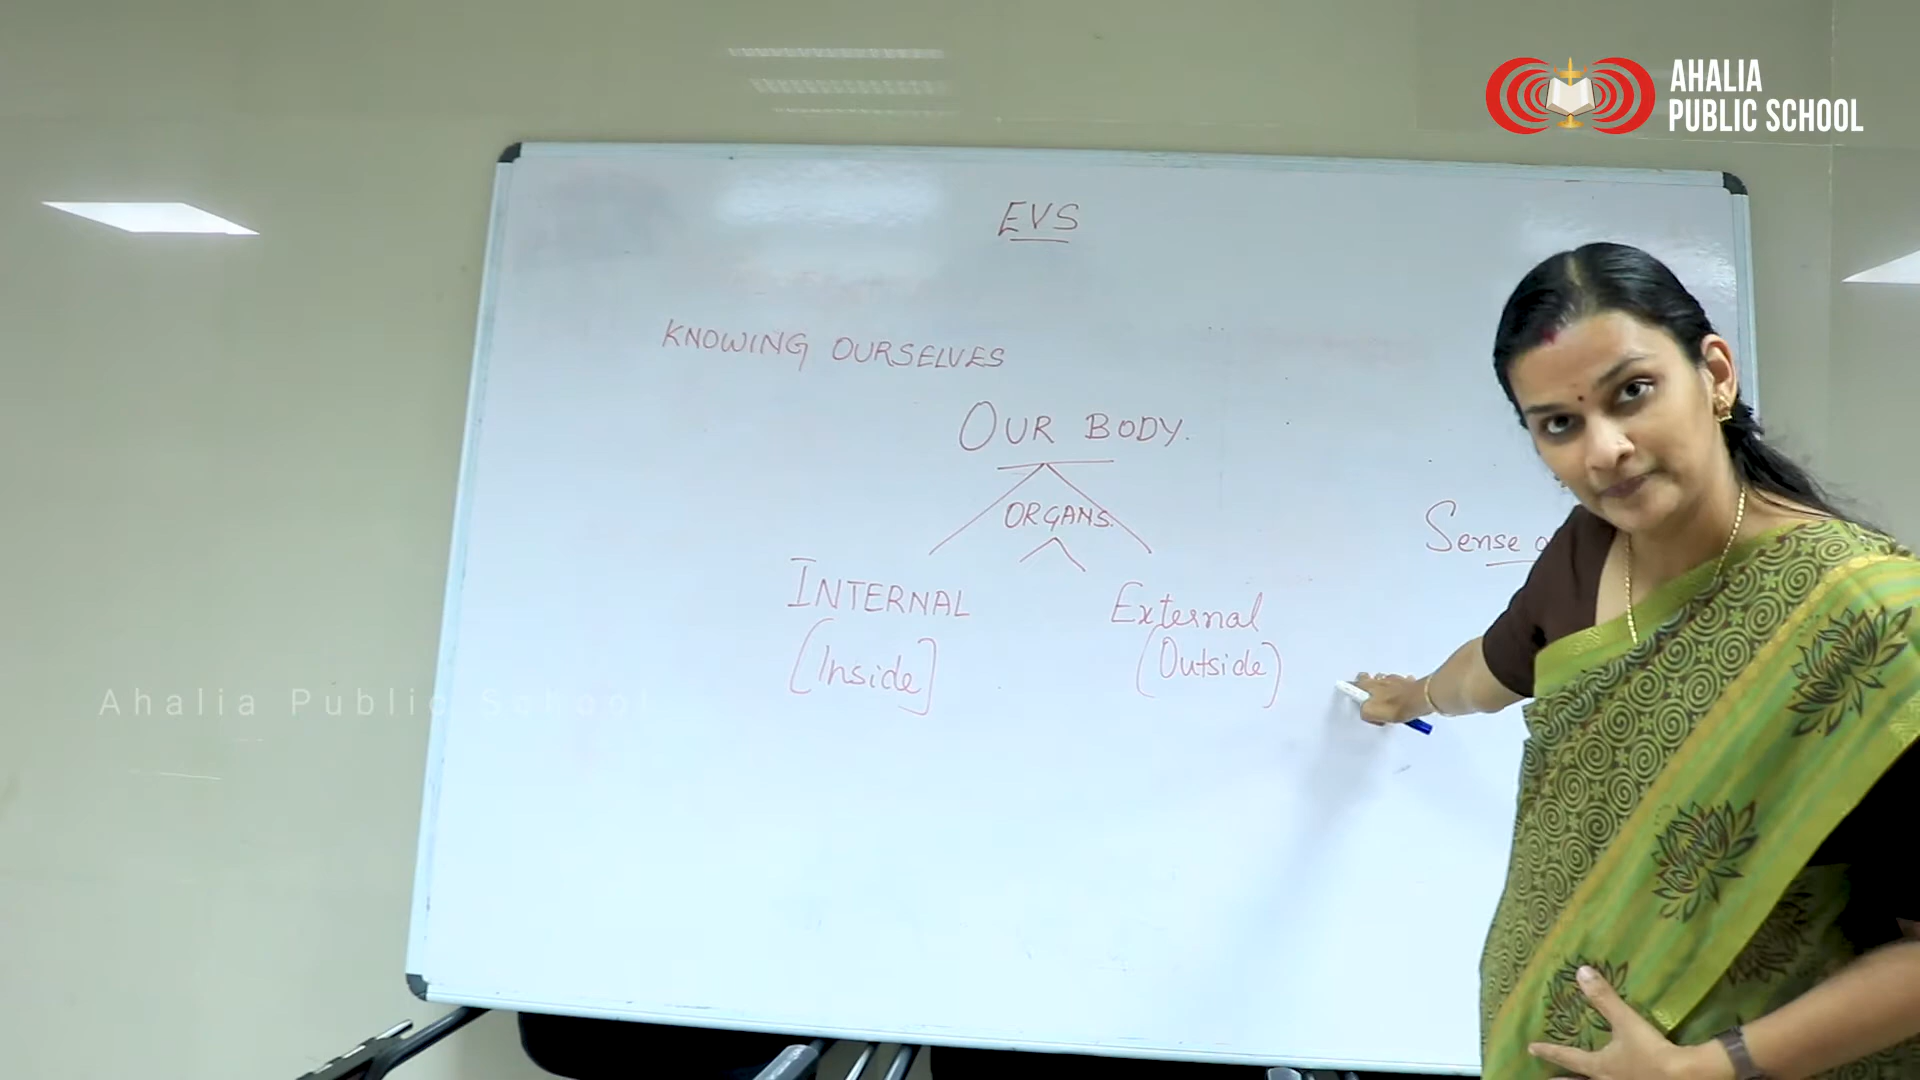 AHALIA
PUBLIC SCHOOL
EVS
KNOWING OURSELVES
OUR BODY.
ORGANS.
Sense
INTERNAL
External
[Inside]
(Outside)
Ahalia Public School